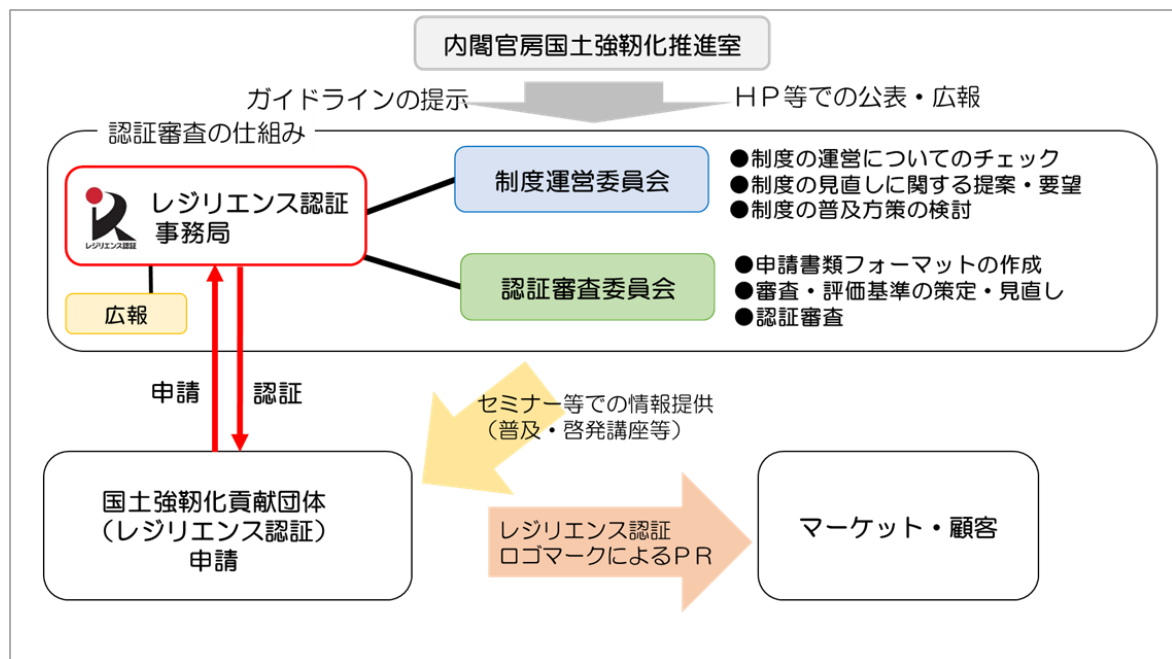 内閣官房国土強靭化推進室
ガイドラインの提示
HP等での公表・広報
認証審査の仕組み
レジリエンス認証
レジリエンス認証
事務局
広報
制度運営委員会
●制度の運営についてのチェック
●制度の見直しに関する提案・要望
●制度の普及方策の検討
認証審査委員会
●申請書類フォーマットの作成
●審査・評価基準の策定・見直し
●認証審査
申請
認証
セミナー等での情報提供
(普及・啓発講座等)
国土強靭化貢献団体
(レジリエンス認証)
申請
レジリエンス認証
ロゴマークによるPR
マーケット・顧客